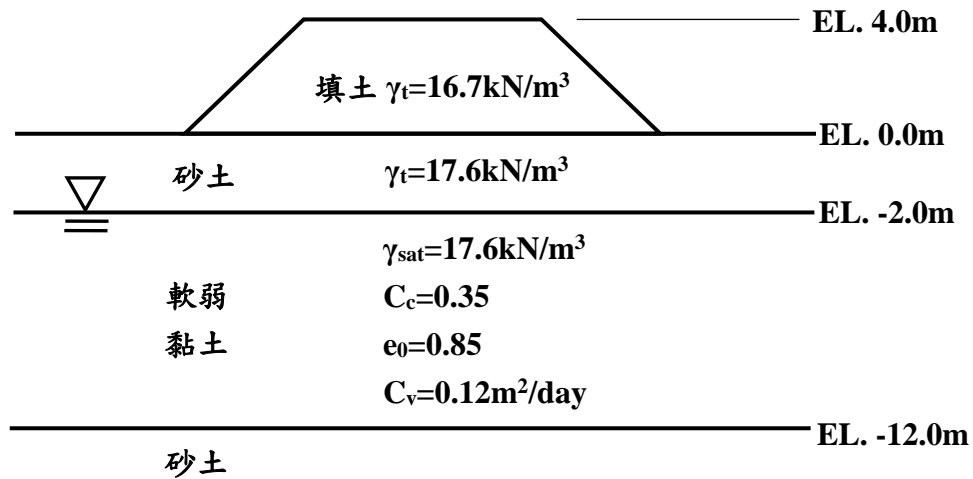 EL. 4.0m
填土 γt=16.7kN/m³
EL. 0.0m
砂土 γt=17.6kN/m³
EL. -2.0m
γsat=17.6kN/m³
軟弱 Cc=0.35
黏土 e0=0.85
Cv=0.12m²/day
EL. -12.0m
砂土